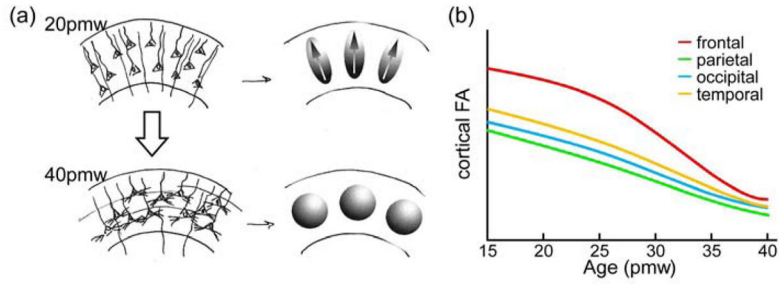 (a)
20pmw
40pmw
(b)
frontal
parietal
occipital
temporal
cortical FA
15 20 25 30 35 40
Age (pmw)